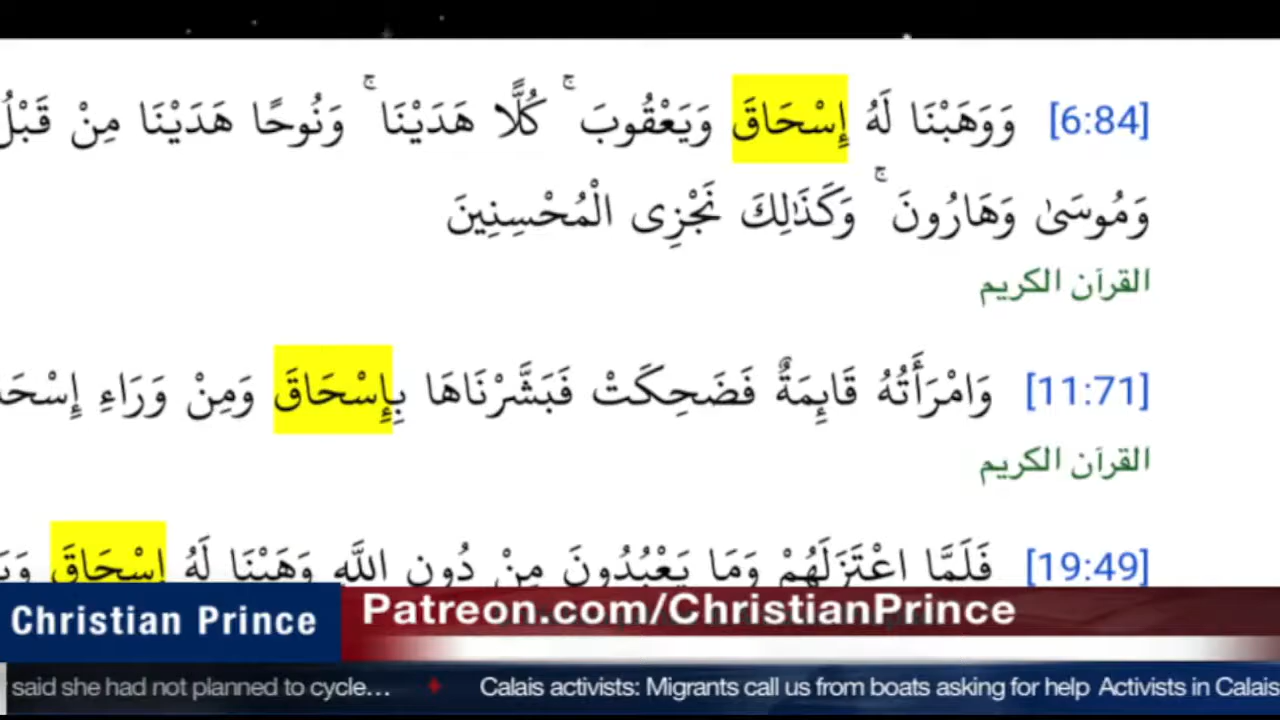 [6:84] وَوَهَبْنَا لَهُ إِسْحَاقَ وَيَعْقُوبَ ۚ كُلًّا هَدَيْنَا ۚ وَنُوحًا هَدَيْنَا مِنْ قَبْلُ
وَمُوسَىٰ وَهَارُونَ ۚ وَكَذَٰلِكَ نَجْزِى الْمُحْسِنِينَ
القرآن الكريم
[11:71] وَامْرَأَتُهُ قَائِمَةٌ فَضَحِكَتْ فَبَشَّرْنَاهَا بِإِسْحَاقَ وَمِنْ وَرَاءِ
القرآن الكريم
[19:49] فَلَمَّا اعْتَزَلَهُمْ وَمَا يَعْبُدُونَ مِنْ دُونِ اللَّهِ وَهَبْنَا لَهُ إِسْحَاقَ
Christian Prince
Patreon.com/ChristianPrince
said she had not planned to cycle... ♦ Calais activists: Migrants call us from boats asking for help Activists in Calais